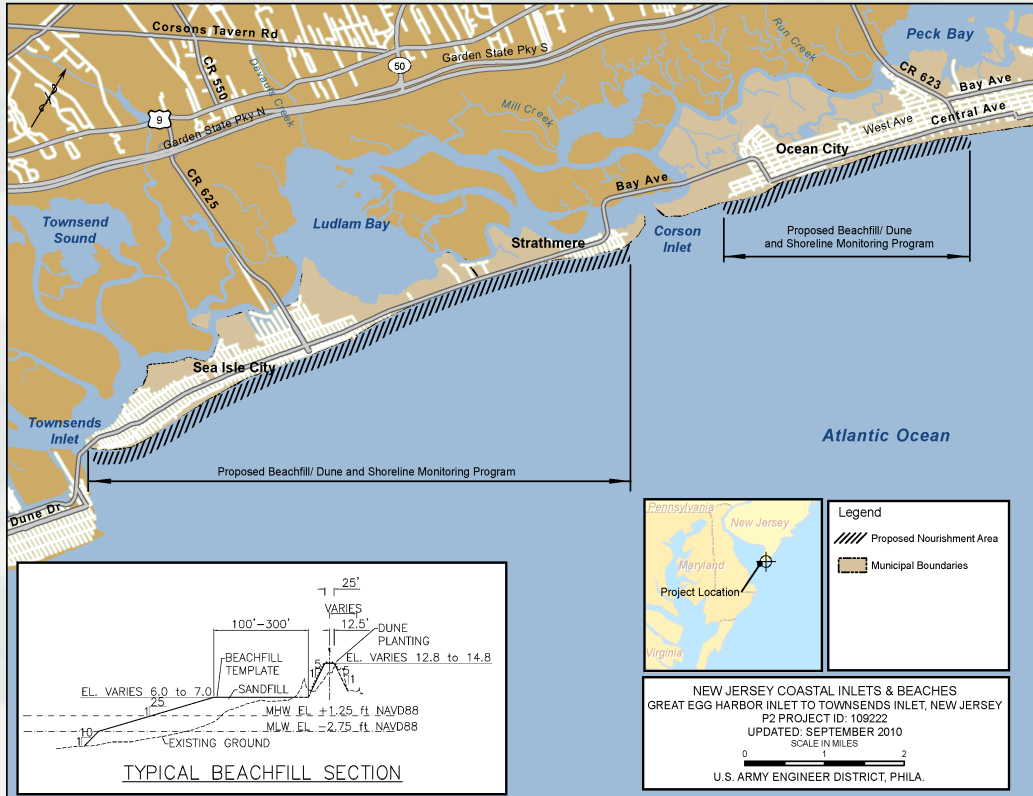 Corsons Tavern Rd
Garden State Pky S
50
CR 550
Devauls Creek
Run Creek
Peck Bay
CR 623
Bay Ave
Central Ave
West Ave
9
Garden State Pky N
Mill Creek
Ocean City
CR 625
Bay Ave
Townsend
Sound
Ludlam Bay
Strathmere
Corson
Inlet
Proposed Beachfill/ Dune
and Shoreline Monitoring Program
Sea Isle City
Townsends
Inlet
Atlantic Ocean
Proposed Beachfill/ Dune and Shoreline Monitoring Program
Dune Dr
25'
VARIES
100'-300'
12.5'
DUNE
PLANTING
BEACHFILL
TEMPLATE
EL. VARIES 12.8 to 14.8
5
1
5
1
EL. VARIES 6.0 to 7.0
SANDFILL
25
1
MHW EL +1.25 ft NAVD88
10
1
MLW EL -2.75 ft NAVD88
EXISTING GROUND
TYPICAL BEACHFILL SECTION
Pennsylvania
New Jersey
Maryland
Project Location
Virginia
Legend
Proposed Nourishment Area
Municipal Boundaries
NEW JERSEY COASTAL INLETS & BEACHES
GREAT EGG HARBOR INLET TO TOWNSENDS INLET, NEW JERSEY
P2 PROJECT ID: 109222
UPDATED: SEPTEMBER 2010
SCALE IN MILES
0 1 2
U.S. ARMY ENGINEER DISTRICT, PHILA.